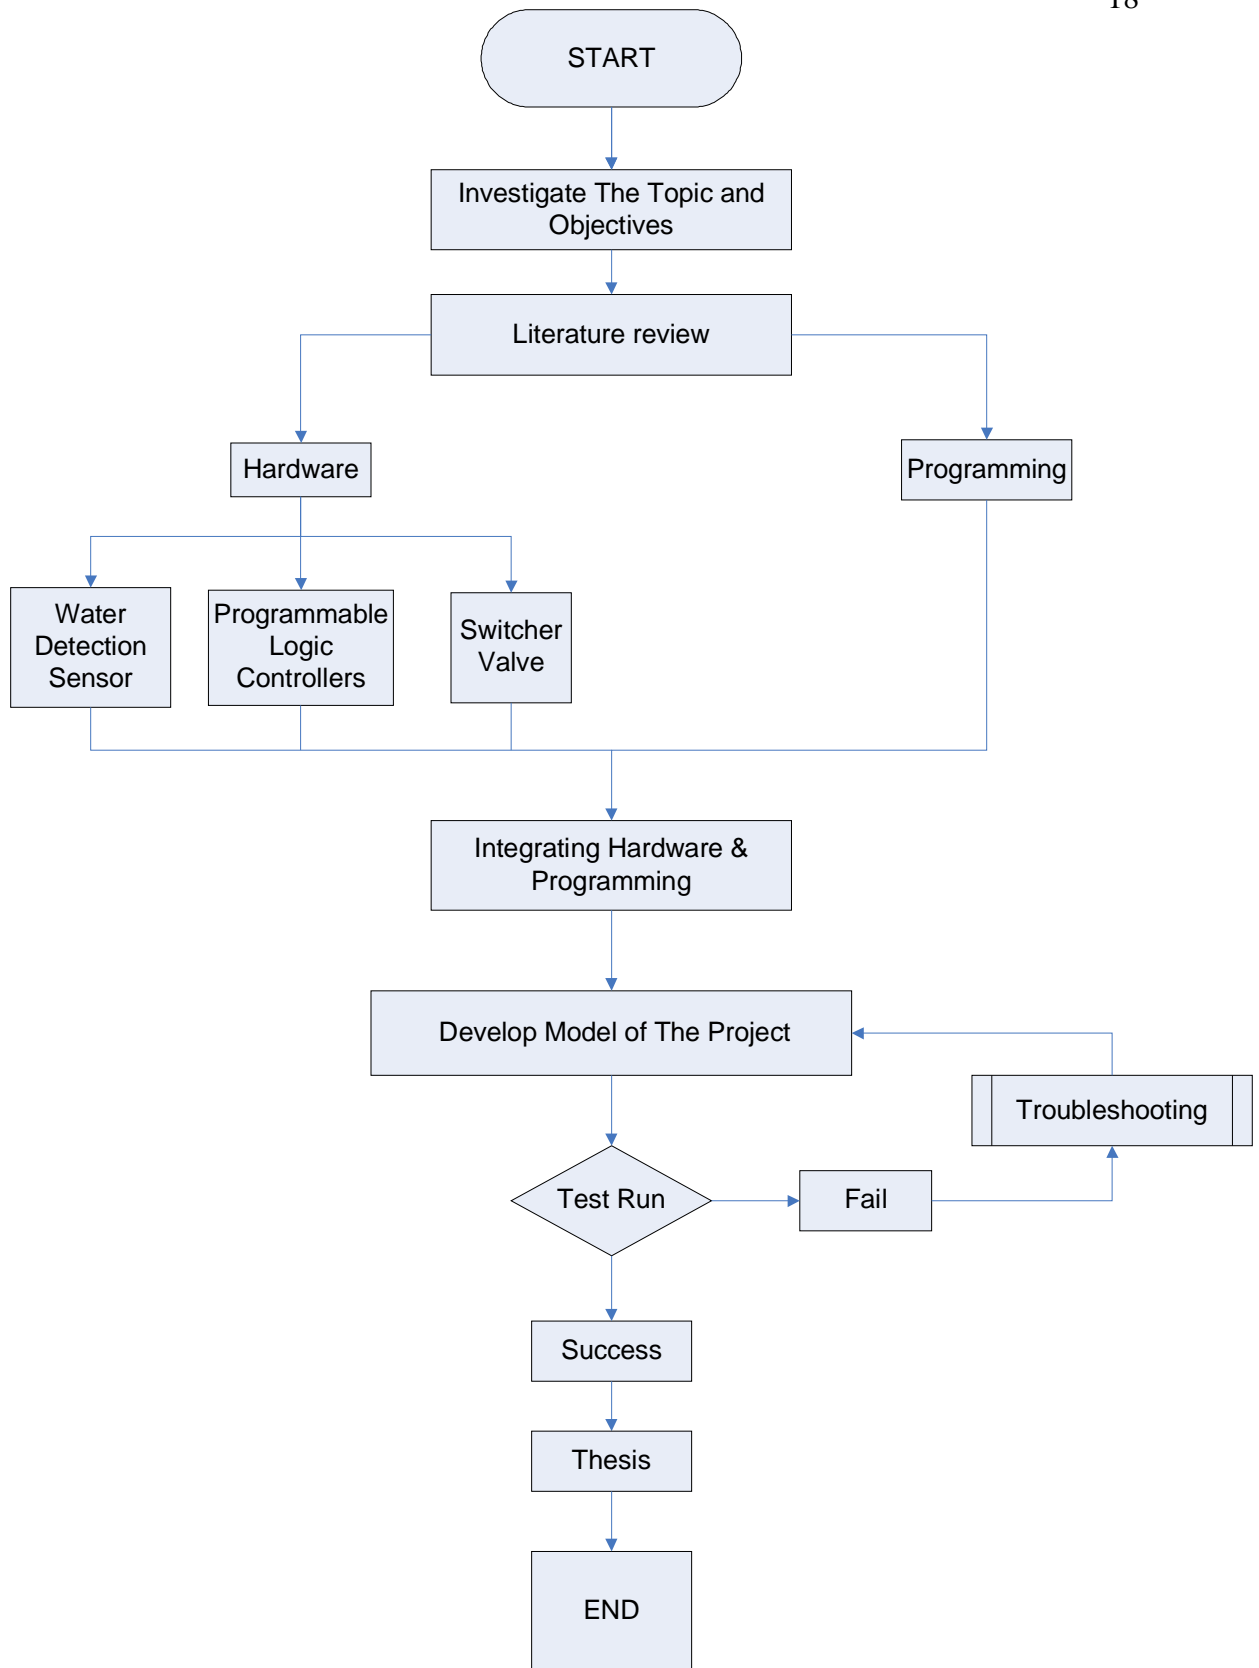 18
START
Investigate The Topic and
Objectives
Literature review
Hardware
Programming
Water
Detection
Sensor
Programmable
Logic
Controllers
Switcher
Valve
Integrating Hardware &
Programming
Develop Model of The Project
Troubleshooting
Test Run
Fail
Success
Thesis
END